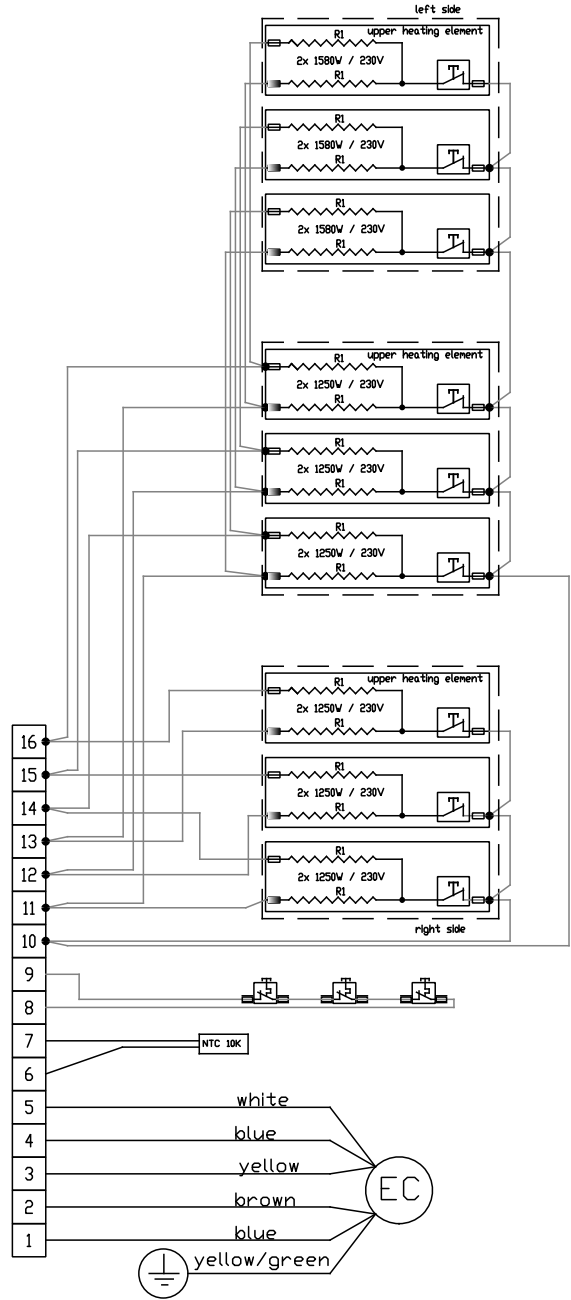 left side
upper heating element
R1
2x 1580W / 230V
R1
R1
2x 1580W / 230V
R1
R1
2x 1580W / 230V
R1
upper heating element
R1
2x 1250W / 230V
R1
R1
2x 1250W / 230V
R1
R1
2x 1250W / 230V
R1
upper heating element
R1
2x 1250W / 230V
R1
R1
2x 1250W / 230V
R1
R1
2x 1250W / 230V
R1
right side
16
15
14
13
12
11
10
9
8
7
NTC 10K
6
5 white
4 blue
3 yellow
EC
2 brown
1 blue
yellow/green